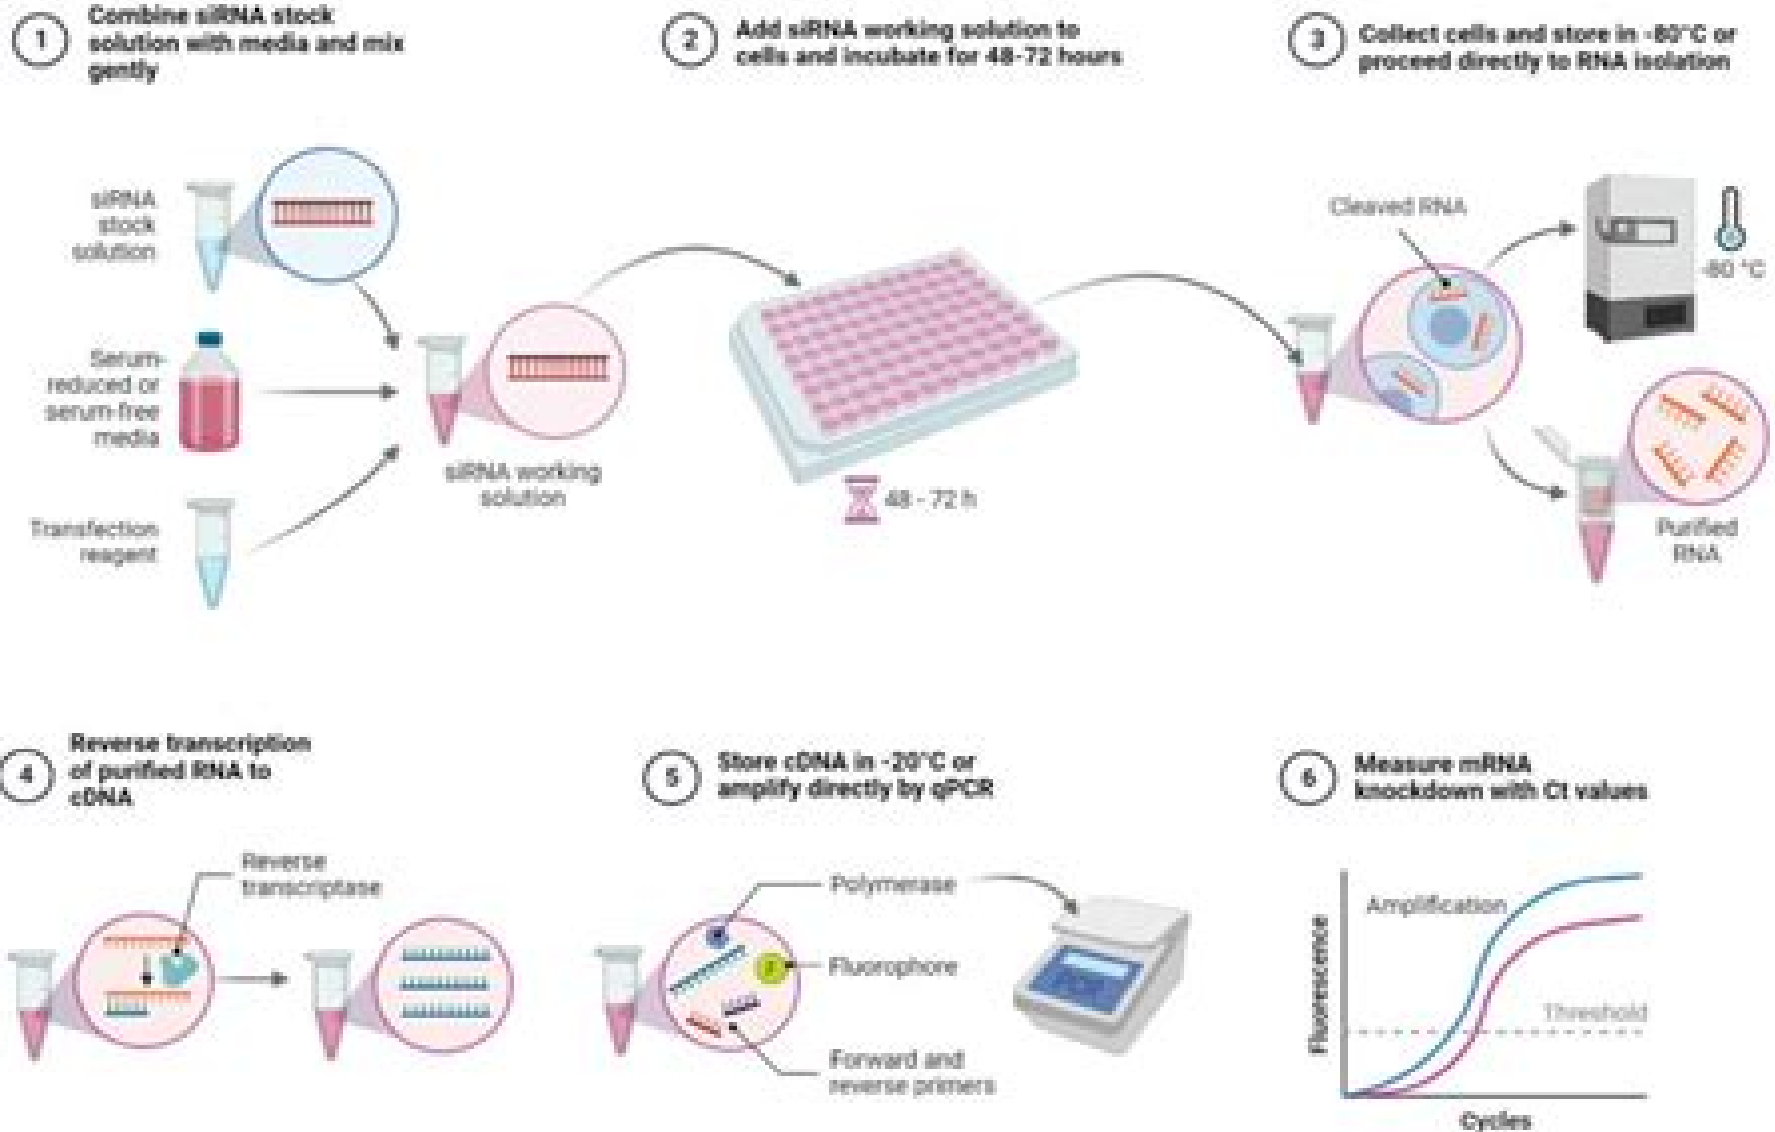 1
Combine siRNA stock
solution with media and mix
gently
siRNA
stock
solution
Serum-
reduced or
serum-free
media
Transfection
reagent
siRNA working
solution
2
Add siRNA working solution to
cells and incubate for 48-72 hours
48 - 72 h
3
Collect cells and store in -80°C or
proceed directly to RNA isolation
Cleaved RNA
-80 °C
Purified
RNA
4
Reverse transcription
of purified RNA to
cDNA
Reverse
transcriptase
5
Store cDNA in -20°C or
amplify directly by qPCR
Polymerase
Fluorophore
Forward and
reverse primers
6
Measure mRNA
knockdown with Ct values
Amplification
Threshold
Fluorescence
Cycles